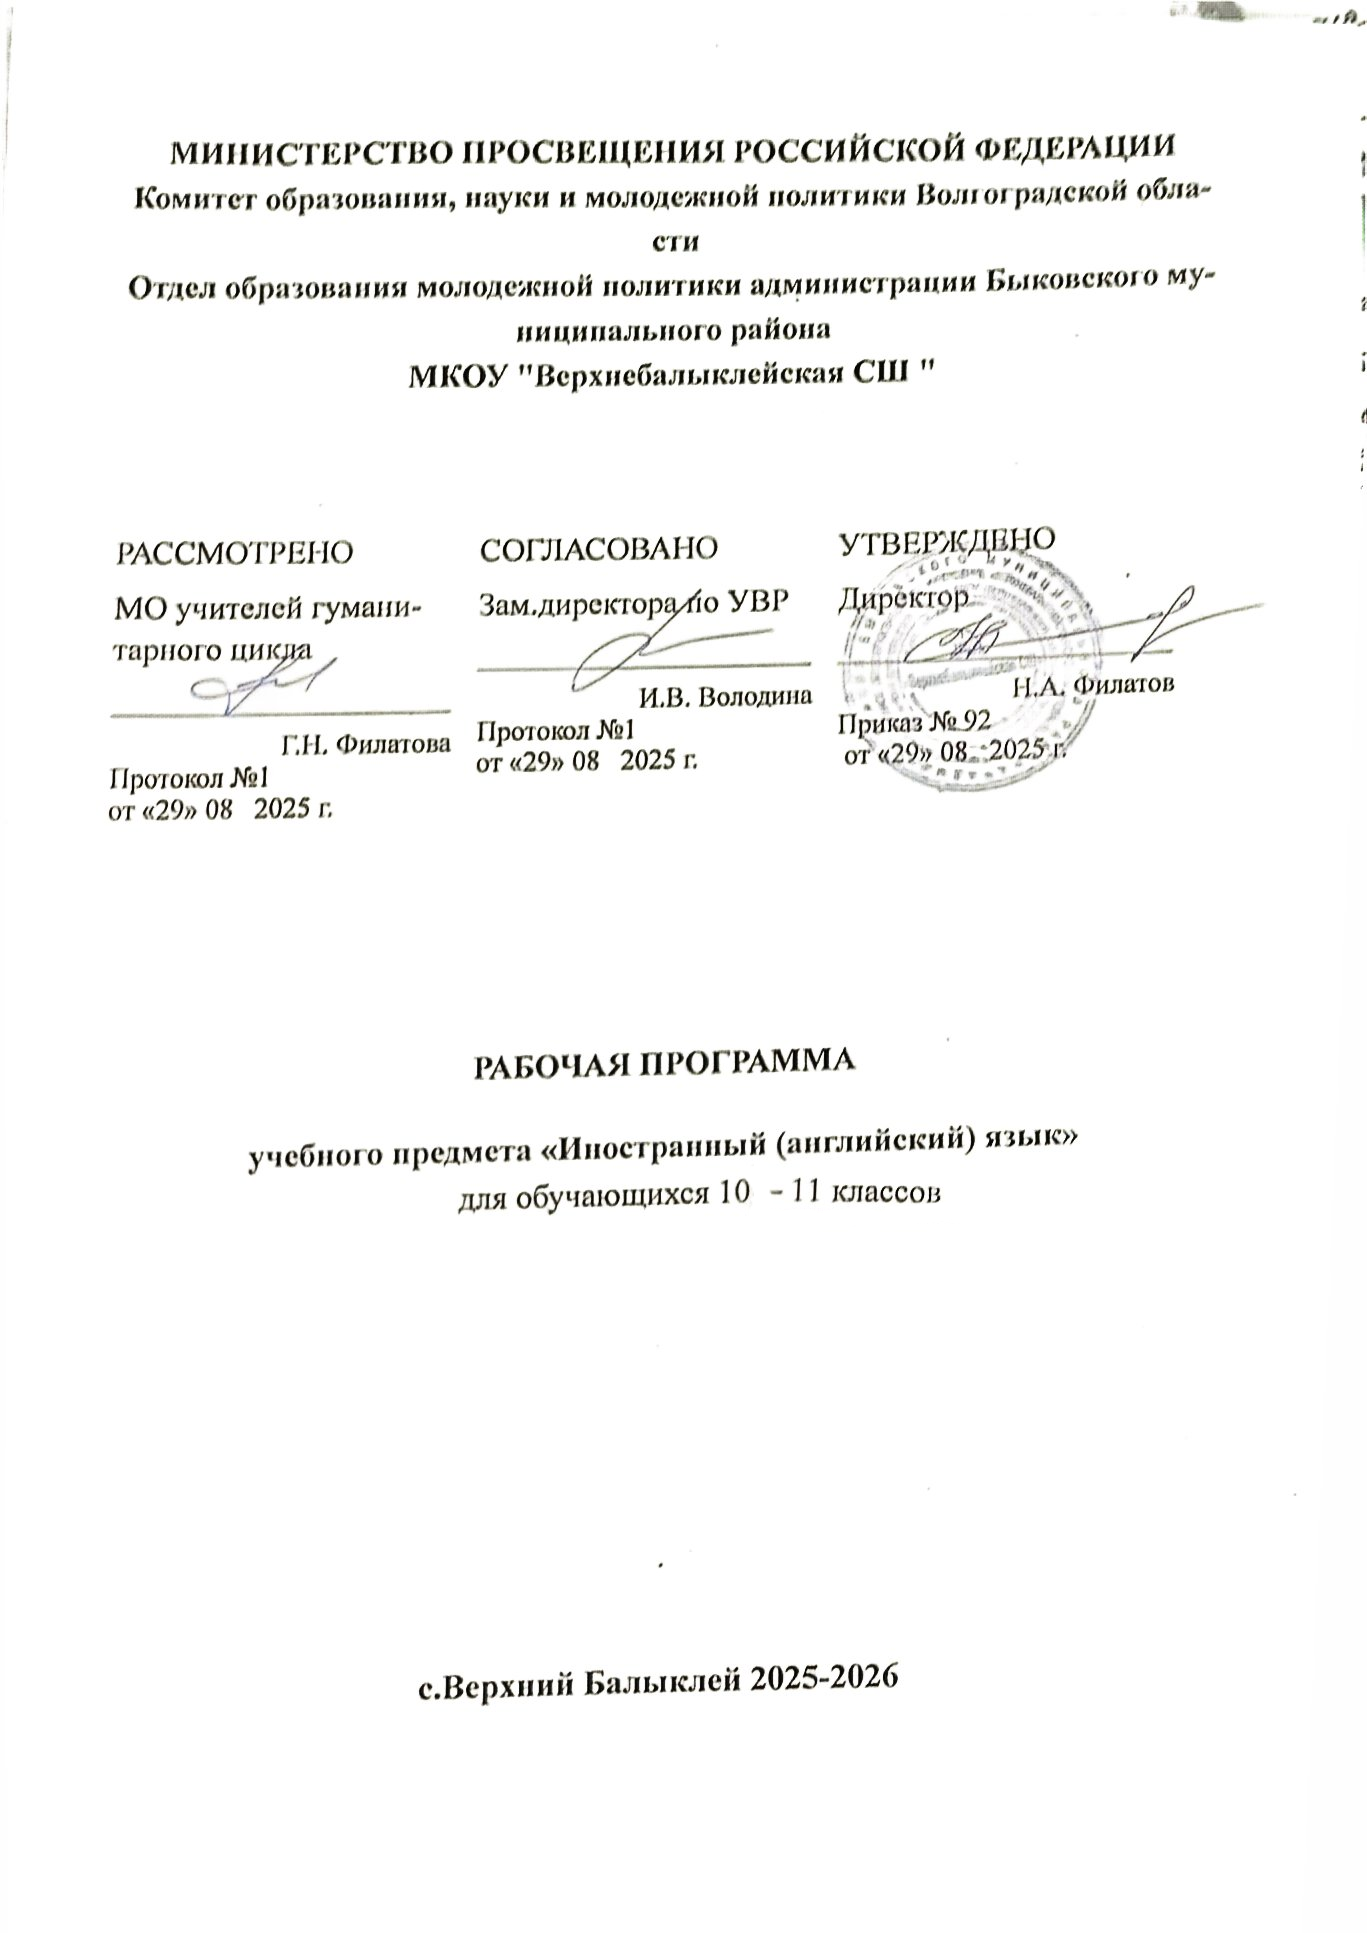 МИНИСТЕРСТВО ПРОСВЕЩЕНИЯ РОССИЙСКОЙ ФЕДЕРАЦИИ
Комитет образования, науки и молодежной политики Волгоградской обла-
сти
Отдел образования молодежной политики администрации Быковского му-
ниципального района
МКОУ "Верхнебалыклейская СШ "
РАССМОТРЕНО
МО учителей гумани-
тарного цикла
Г.Н. Филатова
Протокол №1
от «29» 08 2025 г.
СОГЛАСОВАНО
Зам.директора по УВР
И.В. Володина
Протокол №1
от «29» 08 2025 г.
УТВЕРЖДЕНО
Директор
Н.А. Филатов
Приказ № 92
от «29» 08 2025 г.
РАБОЧАЯ ПРОГРАММА
учебного предмета «Иностранный (английский) язык»
для обучающихся 10 - 11 классов
с.Верхний Балыклей 2025-2026